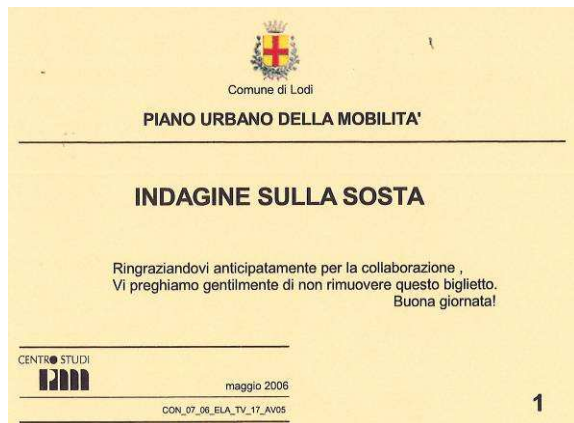 Comune di Lodi
PIANO URBANO DELLA MOBILITA'
INDAGINE SULLA SOSTA
Ringraziandovi anticipatamente per la collaborazione ,
Vi preghiamo gentilmente di non rimuovere questo biglietto.
Buona giornata!
CENTRO STUDI
PIM
maggio 2006
CON_07_06_ELA_TV_17_AV05
1